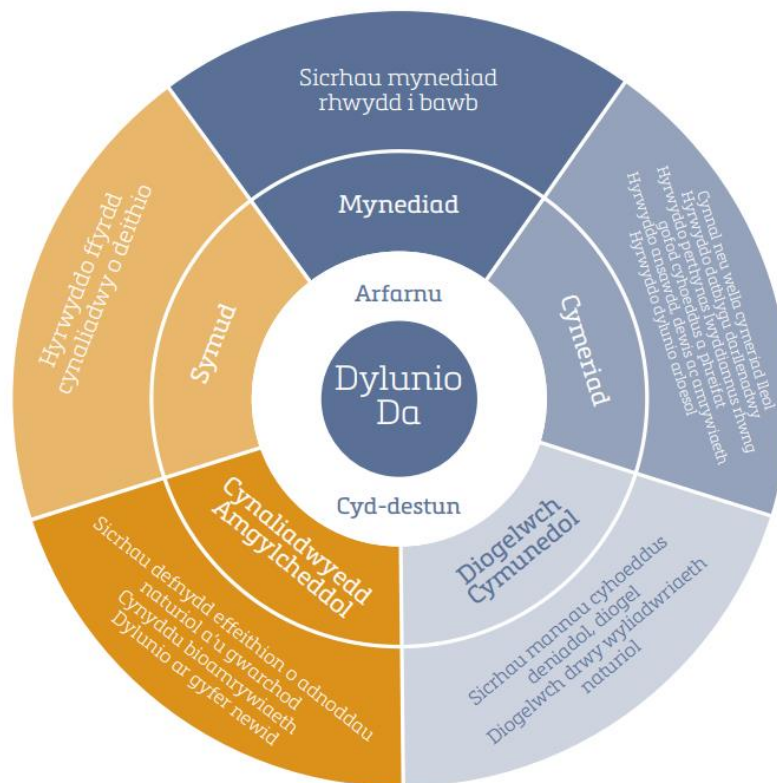 Sicrhau mynediad
rhwydd i bawb
Mynediad
Cynnal neu wella cymeriad lleol
Hyrwyddo datblygu darllenadwy
Hyrwyddo perthynas lwyddiannus rhwng
gofod cyhoeddus a phreifat
Hyrwyddo ansawdd, dewis ac amrywiaeth
Hyrwyddo dylunio arloesol
Cymeriad
Sicrhau mannau cyhoeddus
deniadol, diogel
Diogelwch drwy wyliadwriaeth
naturiol
Diogelwch
Cymunedol
Sicrhau defnydd effeithion o adnoddau
naturiol a'u gwarchod
Cynyddu bioamrywiaeth
Dylunio ar gyfer newid
Cynaliadwyedd
Amgylcheddol
Hyrwyddo ffyrdd
cynaliadwy o deithio
Symud
Arfarnu
Dylunio
Da
Cyd-destun